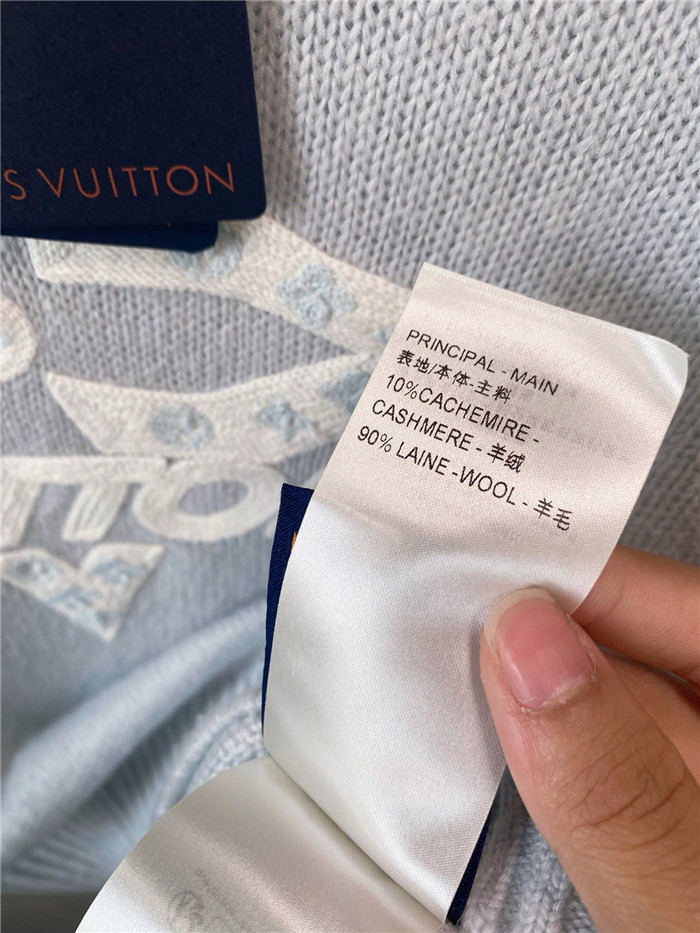 S VUITTON
PRINCIPAL - MAIN
表地/本体-主料
10%CACHEMIRE -
CASHMERE - 羊绒
90% LAINE -WOOL - 羊毛